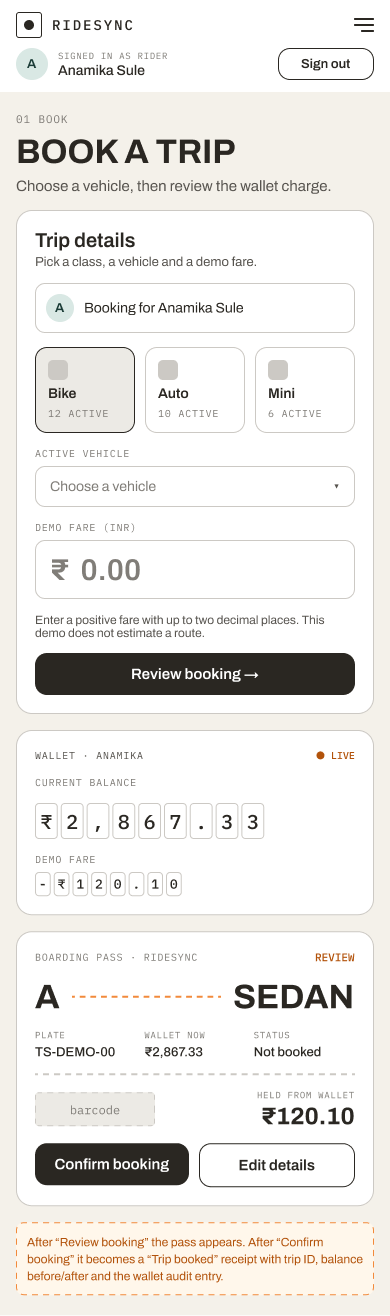 RIDESYNC
A
SIGNED IN AS RIDER
Anamika Sule
Sign out
01 BOOK
BOOK A TRIP
Choose a vehicle, then review the wallet charge.
Trip details
Pick a class, a vehicle and a demo fare.
A Booking for Anamika Sule
Bike
12 ACTIVE
Auto
10 ACTIVE
Mini
6 ACTIVE
ACTIVE VEHICLE
Choose a vehicle ▾
DEMO FARE (INR)
₹ 0.00
Enter a positive fare with up to two decimal places. This
demo does not estimate a route.
Review booking →
WALLET · ANAMIKA ● LIVE
CURRENT BALANCE
₹2,867.33
DEMO FARE
-₹120.10
BOARDING PASS · RIDESYNC REVIEW
A SEDAN
PLATE WALLET NOW STATUS
TS-DEMO-00 ₹2,867.33 Not booked
barcode
HELD FROM WALLET
₹120.10
Confirm booking Edit details
After “Review booking” the pass appears. After “Confirm
booking” it becomes a “Trip booked” receipt with trip ID, balance
before/after and the wallet audit entry.